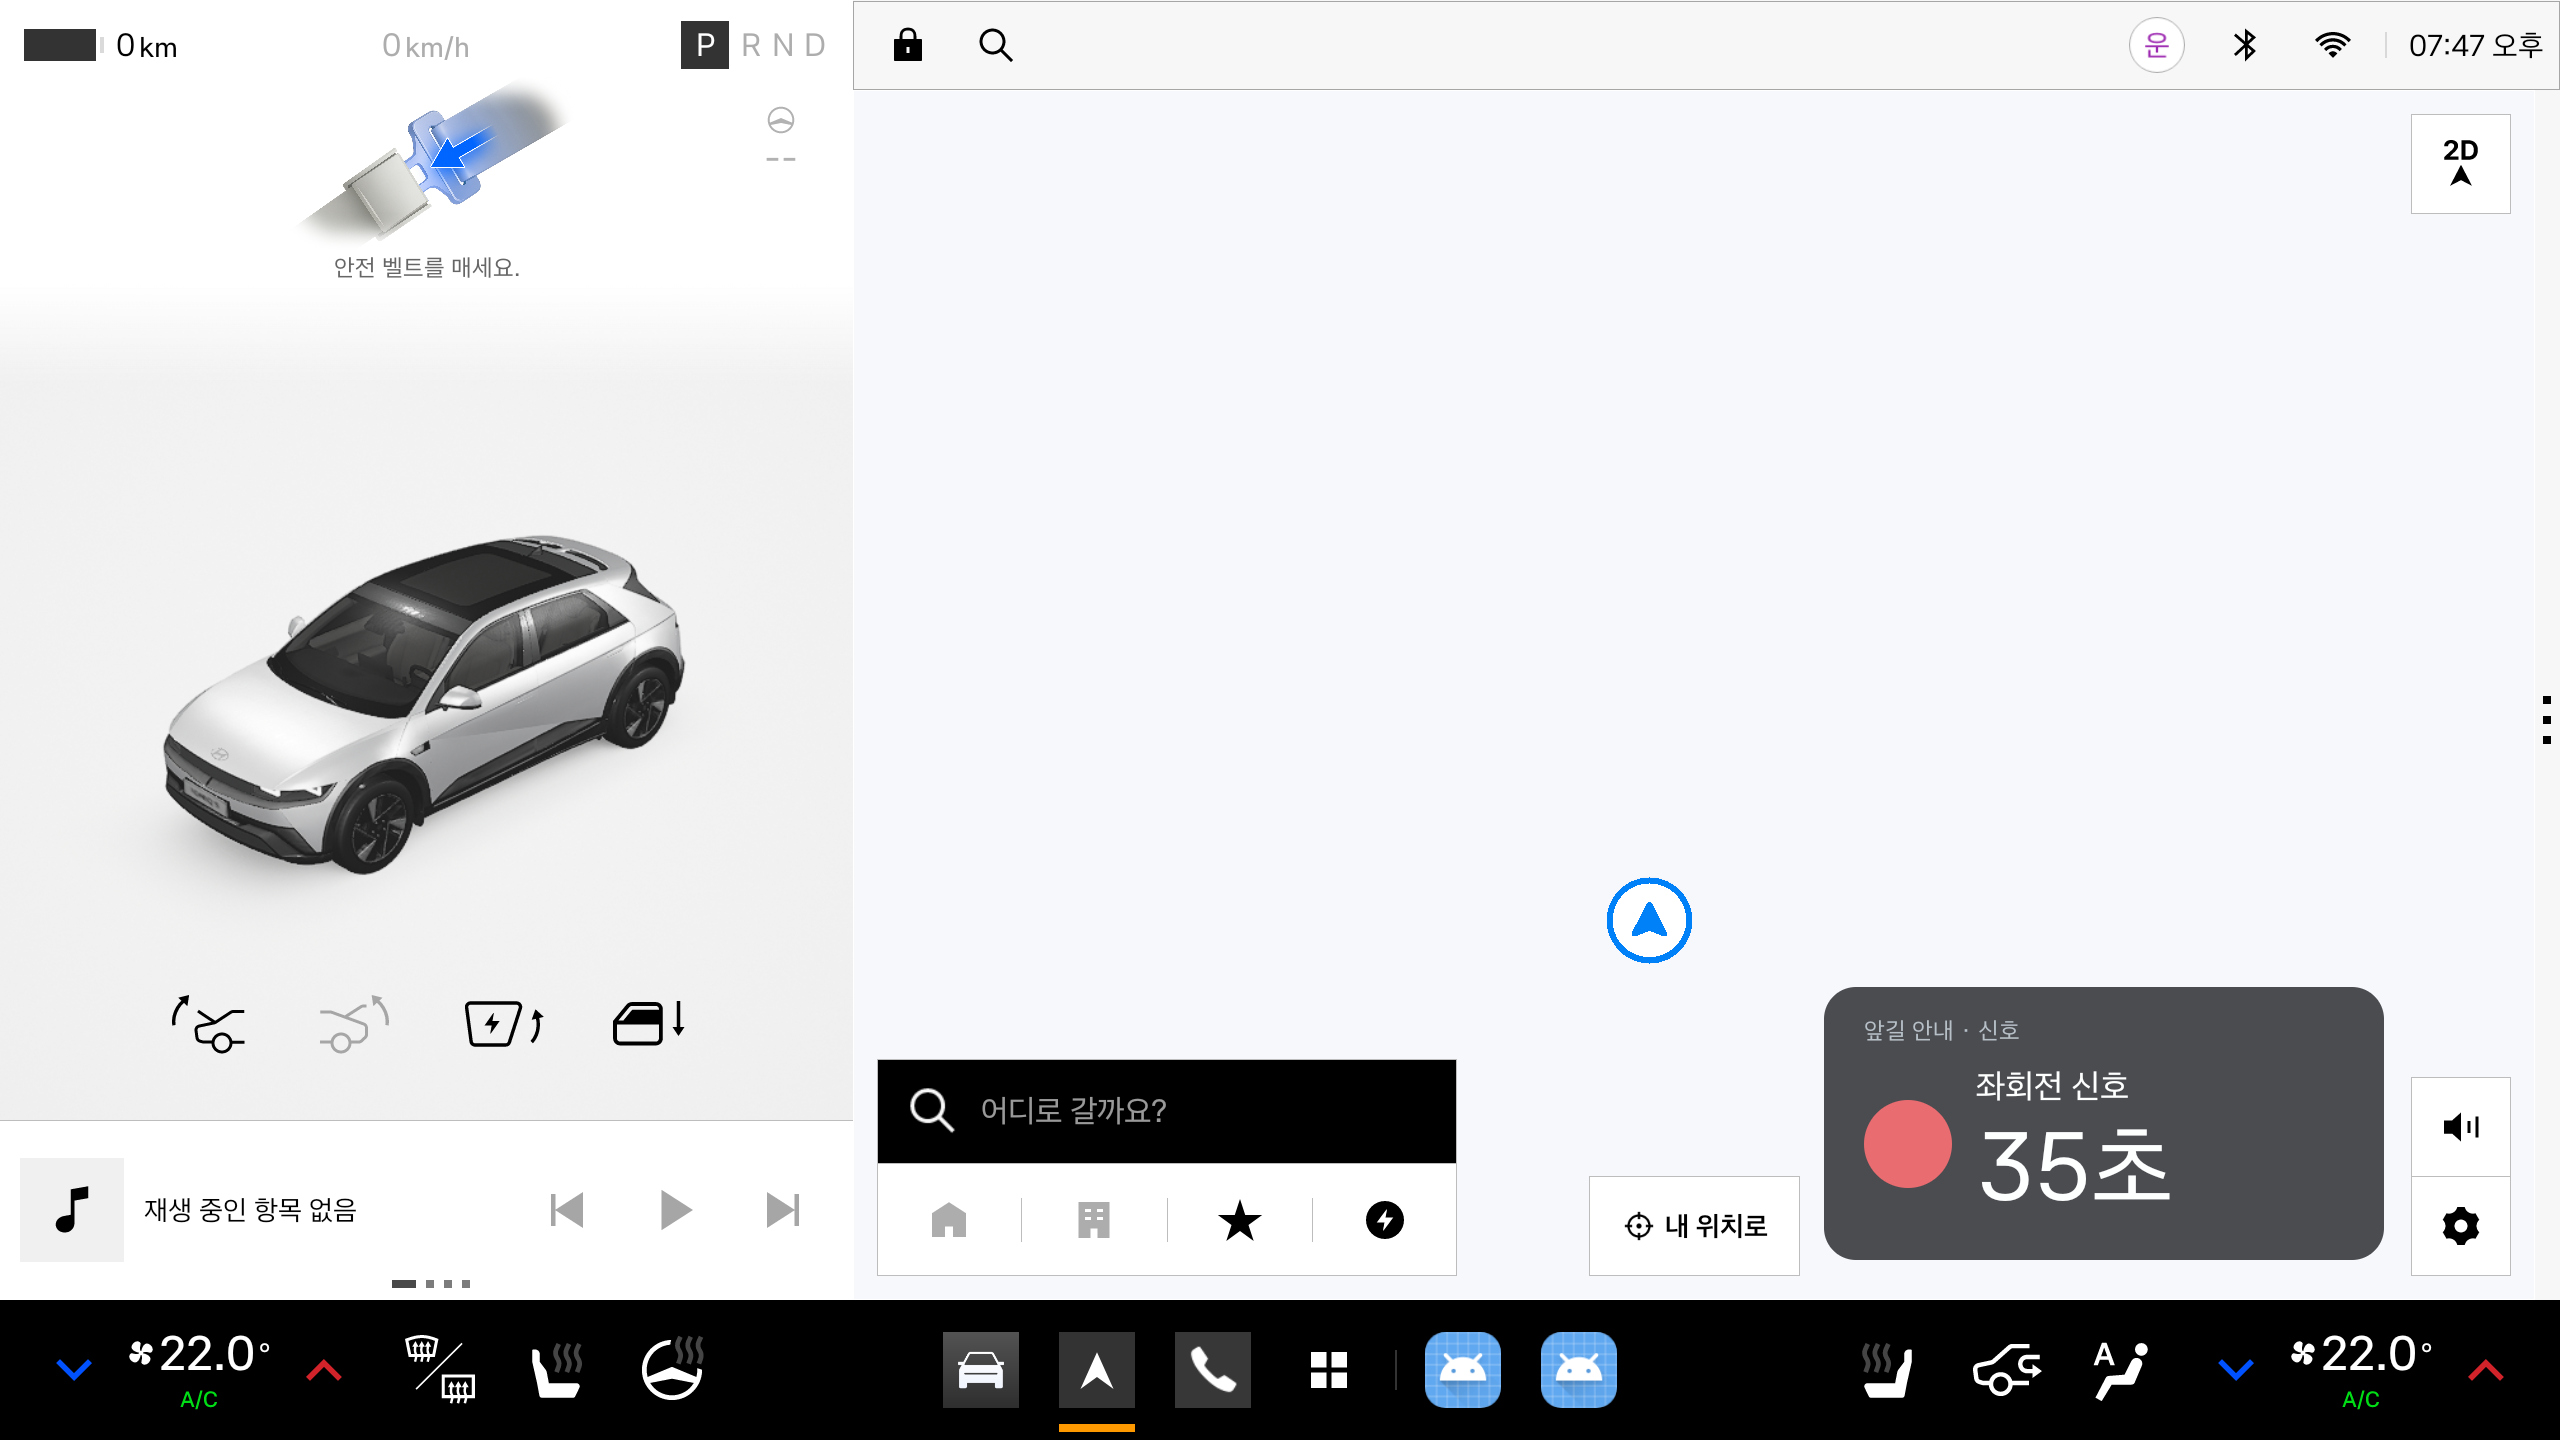 0 km
0 km/h
P R N D
운
07:47 오후
안전 벨트를 매세요.
--
2D
앞길 안내 · 신호
좌회전 신호
35초
어디로 갈까요?
내 위치로
재생 중인 항목 없음
22.0°
A/C
A
22.0°
A/C